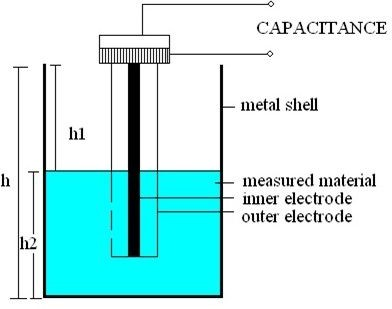 CAPACITANCE
metal shell
h1
h
measured material
inner electrode
outer electrode
h2